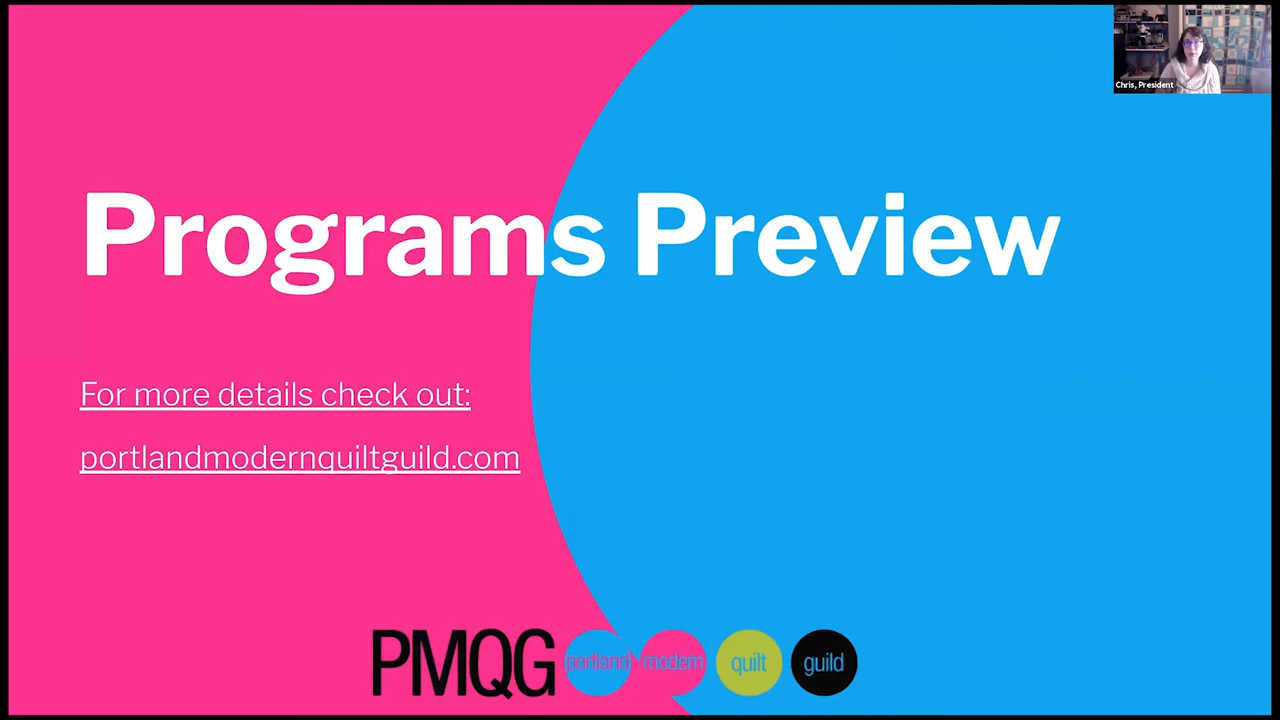 Chris, President
Programs Preview
For more details check out:
portlandmodernquiltguild.com
PMQG portland modern quilt guild